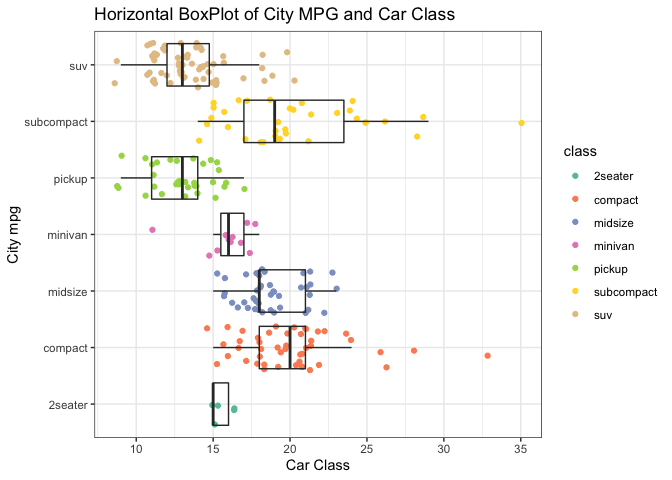 Horizontal BoxPlot of City MPG and Car Class
City mpg
suv
subcompact
pickup
minivan
midsize
compact
2seater
10 15 20 25 30 35
Car Class
class
2seater
compact
midsize
minivan
pickup
subcompact
suv